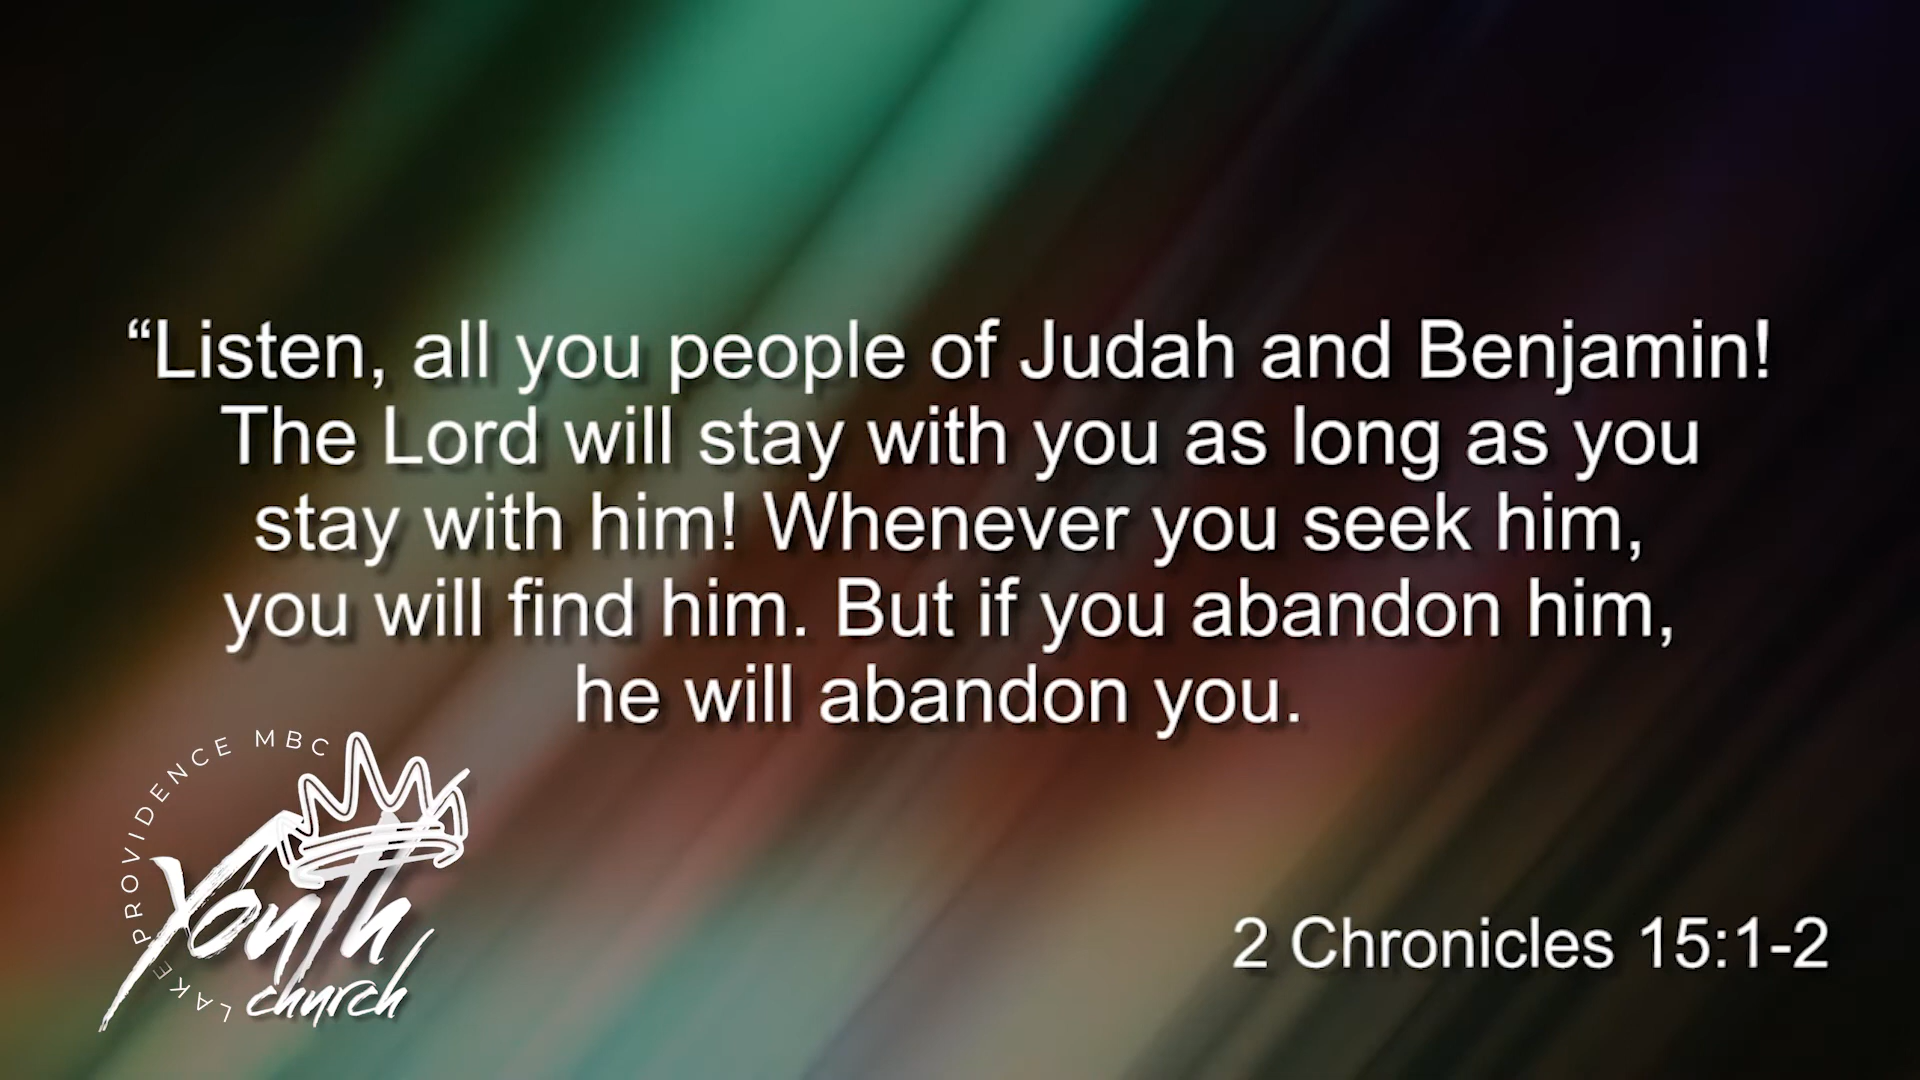 “Listen, all you people of Judah and Benjamin!
The Lord will stay with you as long as you
stay with him! Whenever you seek him,
you will find him. But if you abandon him,
he will abandon you.
LAKE PROVIDENCE MBC
Youth
church
2 Chronicles 15:1-2